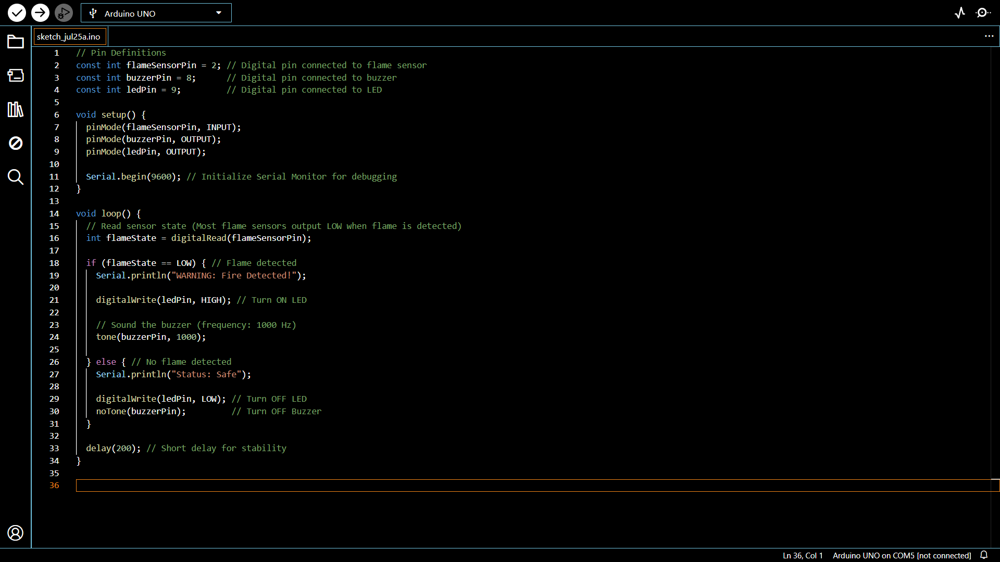 Arduino UNO
sketch_jul25a.ino
1 // Pin Definitions
2 const int flameSensorPin = 2; // Digital pin connected to flame sensor
3 const int buzzerPin = 8;      // Digital pin connected to buzzer
4 const int ledPin = 9;         // Digital pin connected to LED
5
6 void setup() {
7   pinMode(flameSensorPin, INPUT);
8   pinMode(buzzerPin, OUTPUT);
9   pinMode(ledPin, OUTPUT);
10
11   Serial.begin(9600); // Initialize Serial Monitor for debugging
12 }
13
14 void loop() {
15   // Read sensor state (Most flame sensors output LOW when flame is detected)
16   int flameState = digitalRead(flameSensorPin);
17
18   if (flameState == LOW) { // Flame detected
19     Serial.println("WARNING: Fire Detected!");
20
21     digitalWrite(ledPin, HIGH); // Turn ON LED
22
23     // Sound the buzzer (frequency: 1000 Hz)
24     tone(buzzerPin, 1000);
25
26   } else { // No flame detected
27     Serial.println("Status: Safe");
28
29     digitalWrite(ledPin, LOW); // Turn OFF LED
30     noTone(buzzerPin);         // Turn OFF Buzzer
31   }
32
33   delay(200); // Short delay for stability
34 }
35
36
Ln 36, Col 1 Arduino UNO on COM5 [not connected]